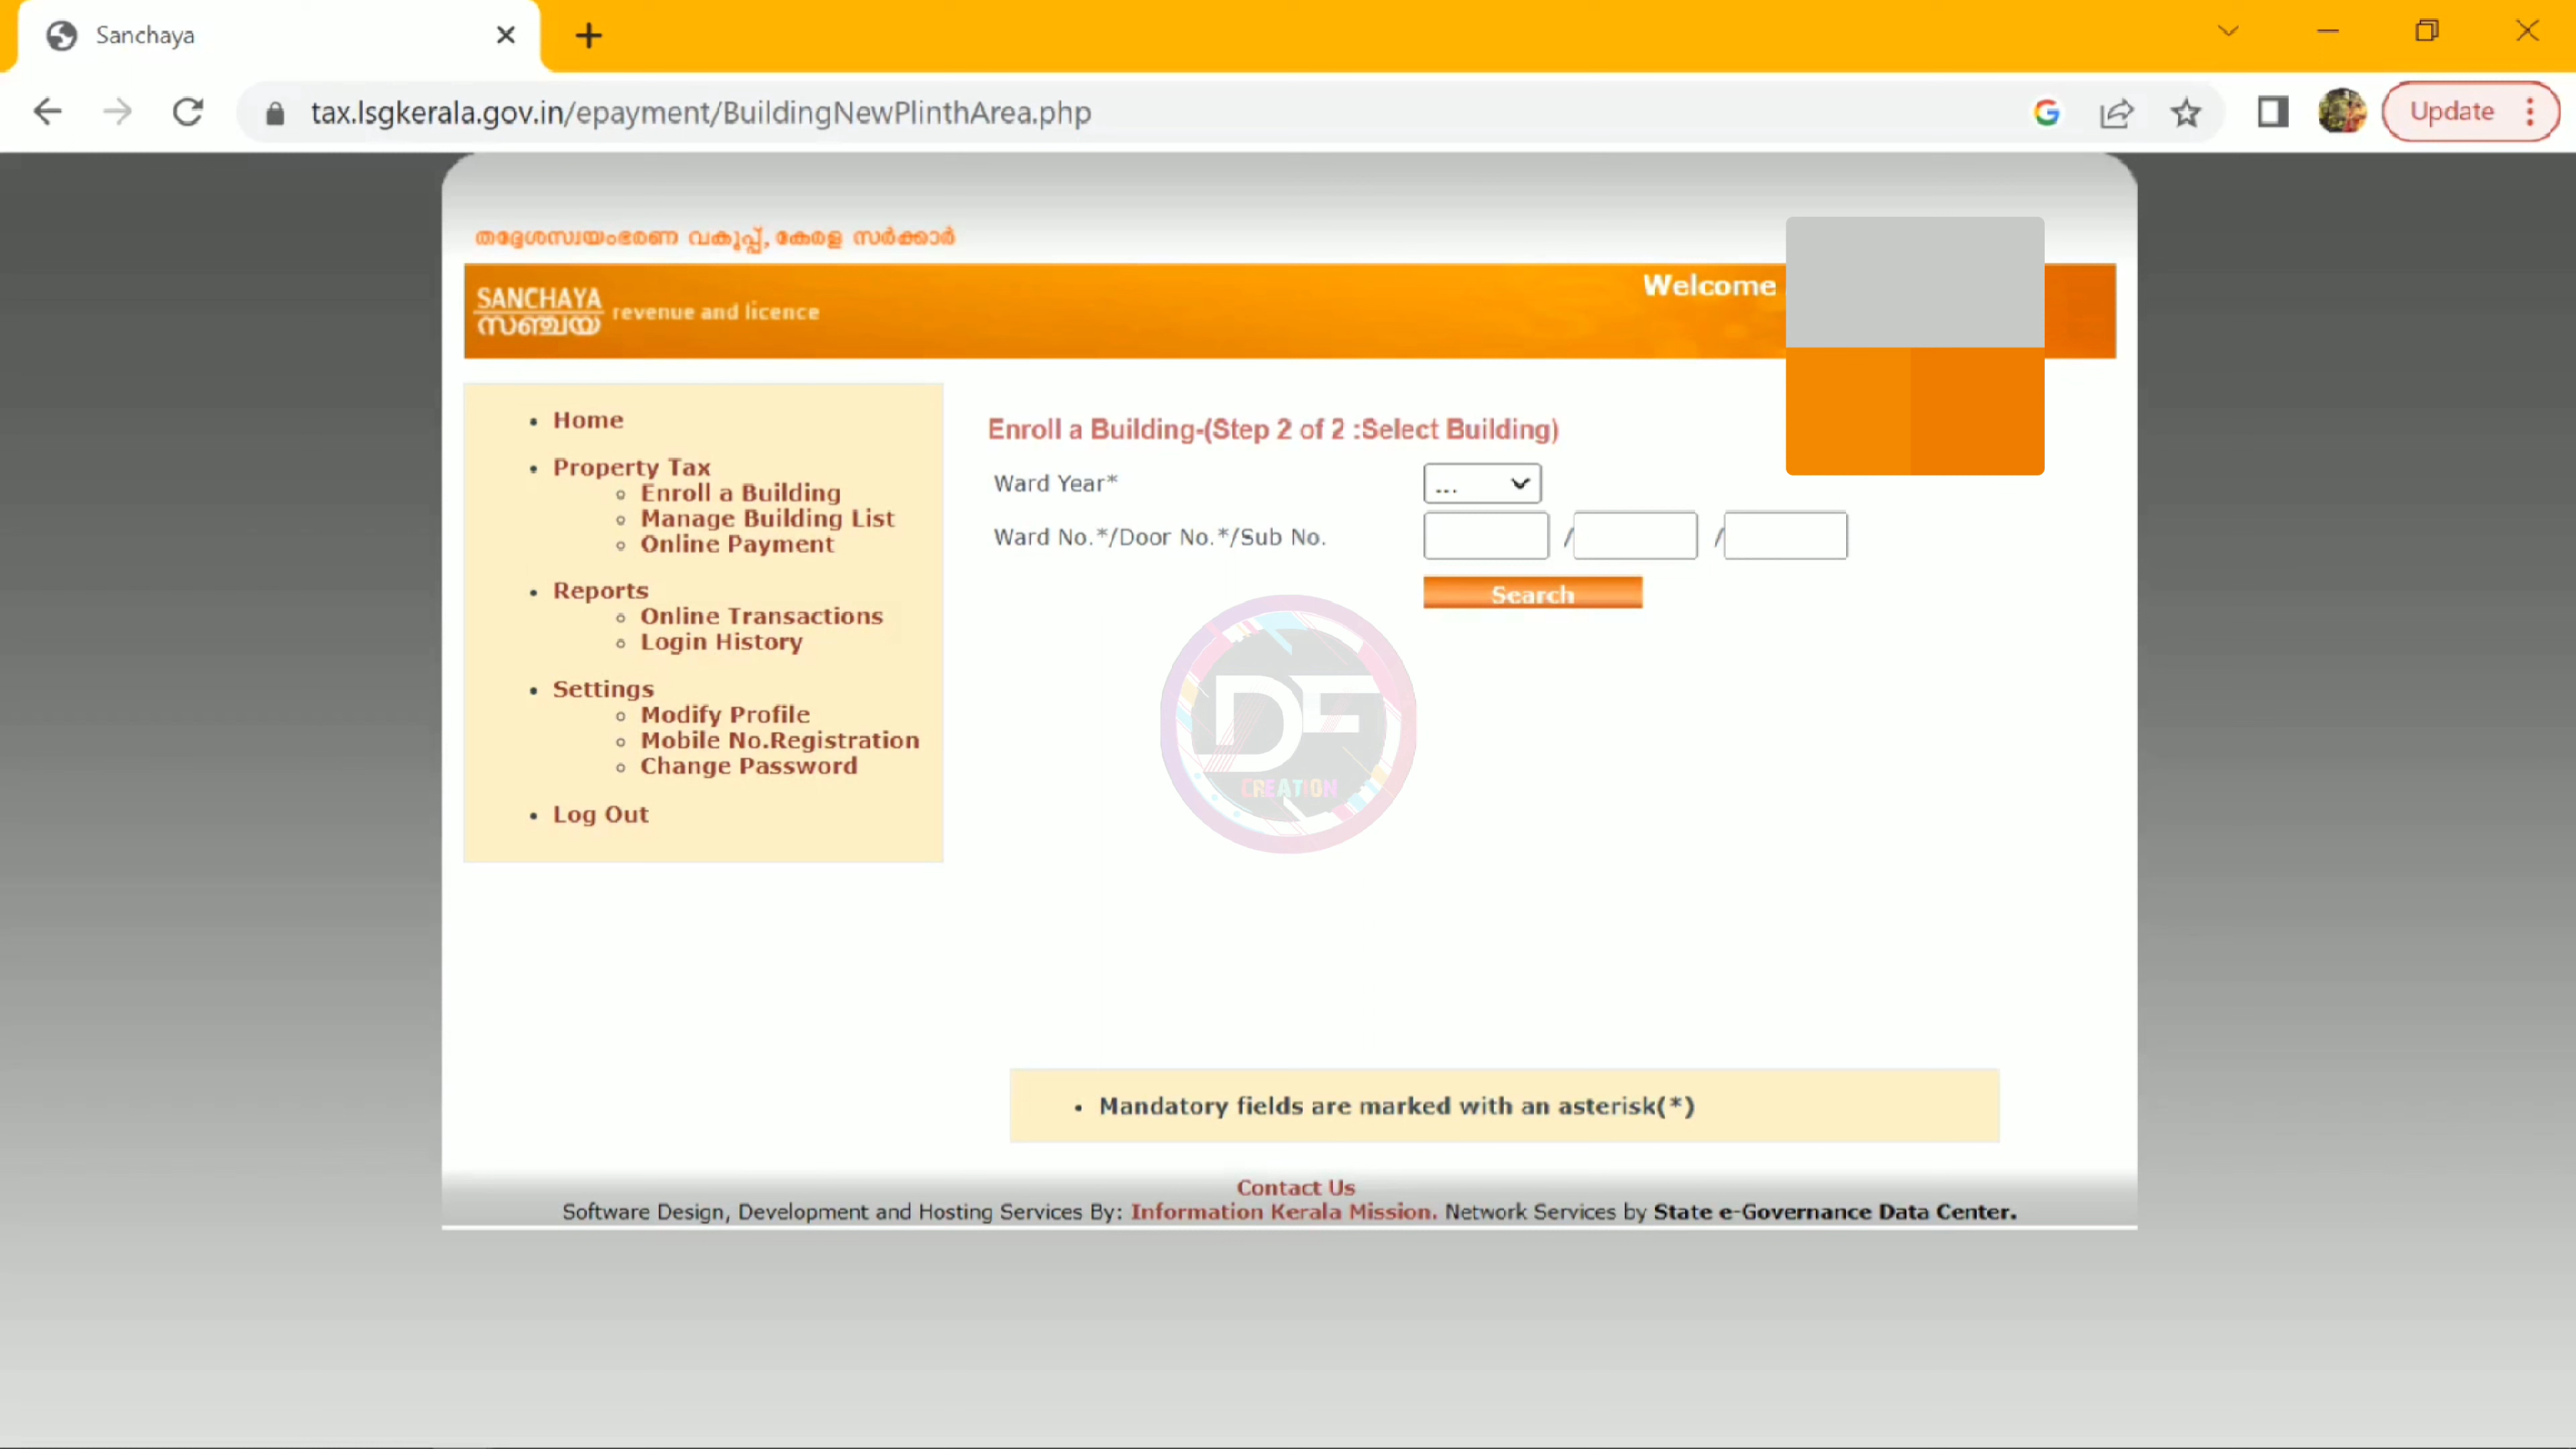 Sanchaya
tax.lsgkerala.gov.in/epayment/BuildingNewPlinthArea.php
Update
തദ്ദേശസ്വയംഭരണ വകുപ്പ്, കേരള സർക്കാർ
SANCHAYA
സഞ്ചയ
revenue and licence
Welcome
Home
Property Tax
Enroll a Building
Manage Building List
Online Payment
Reports
Online Transactions
Login History
Settings
Modify Profile
Mobile No.Registration
Change Password
Log Out
Enroll a Building-(Step 2 of 2 :Select Building)
Ward Year*
...
Ward No.*/Door No.*/Sub No.
/ /
Search
DF
CREATION
Mandatory fields are marked with an asterisk(*)
Contact Us
Software Design, Development and Hosting Services By: Information Kerala Mission. Network Services by State e-Governance Data Center.